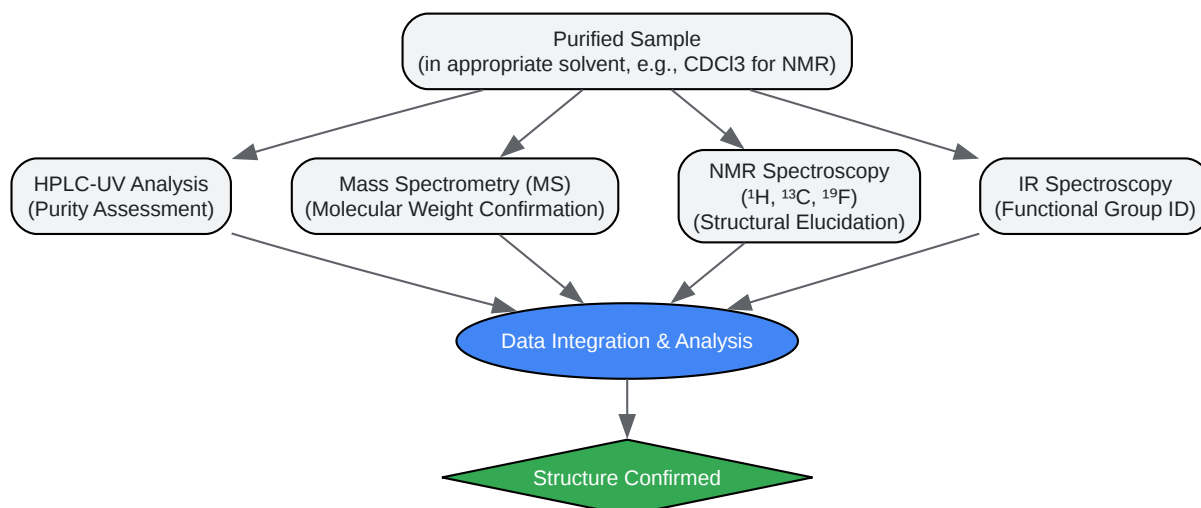 Purified Sample
(in appropriate solvent, e.g., CDCl3 for NMR)
HPLC-UV Analysis
(Purity Assessment)
Mass Spectrometry (MS)
(Molecular Weight Confirmation)
NMR Spectroscopy
(¹H, ¹³C, ¹⁹F)
(Structural Elucidation)
IR Spectroscopy
(Functional Group ID)
Data Integration & Analysis
Structure Confirmed